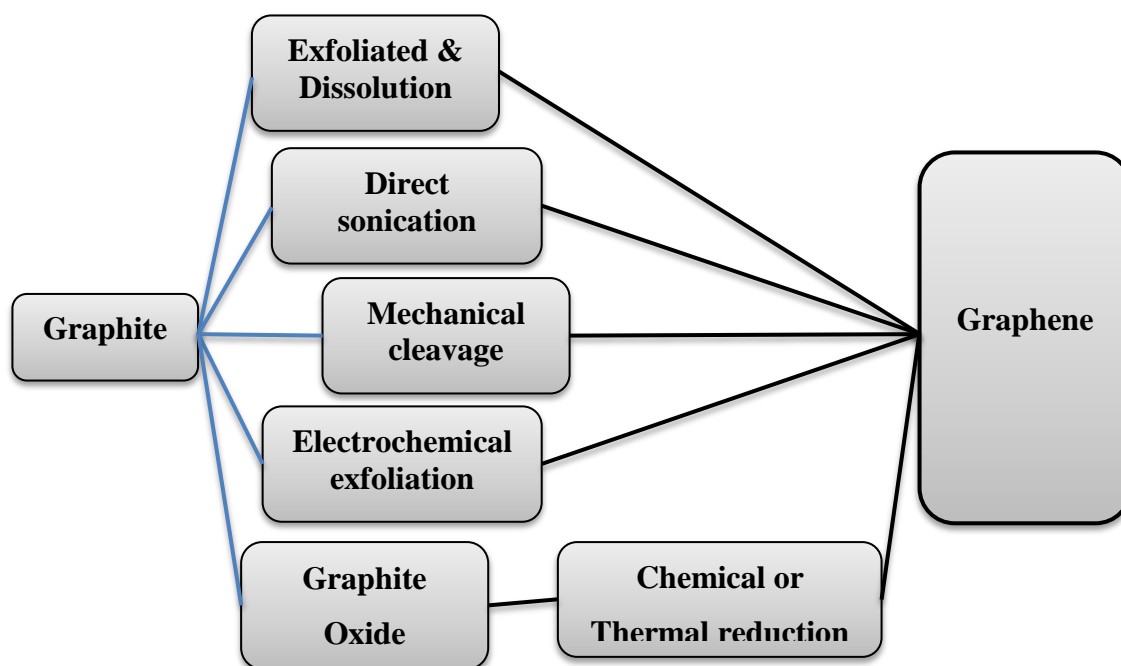 Exfoliated &
Dissolution
Direct
sonication
Graphite
Mechanical
cleavage
Graphene
Electrochemical
exfoliation
Graphite
Oxide
Chemical or
Thermal reduction